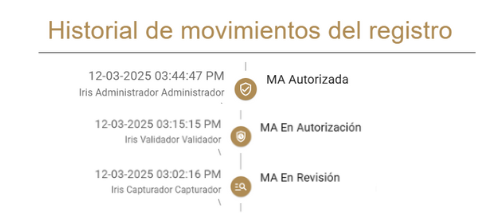 Historial de movimientos del registro
12-03-2025 03:44:47 PM
MA Autorizada
Iris Administrador Administrador
12-03-2025 03:15:15 PM
MA En Autorización
Iris Validador Validador
\
12-03-2025 03:02:16 PM
MA En Revisión
Iris Capturador Capturador
\